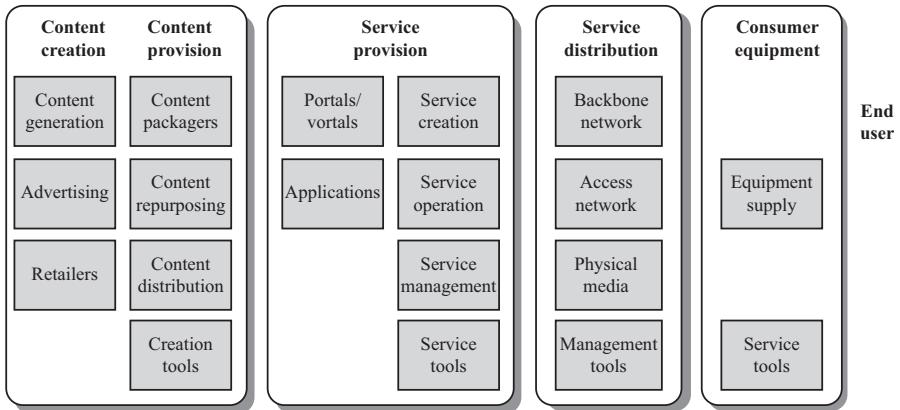 Content
creation
Content
provision
Content
generation
Advertising
Retailers
Content
packagers
Content
repurposing
Content
distribution
Creation
tools
Service
provision
Portals/
vortals
Applications
Service
creation
Service
operation
Service
management
Service
tools
Service
distribution
Backbone
network
Access
network
Physical
media
Management
tools
Consumer
equipment
Equipment
supply
Service
tools
End
user